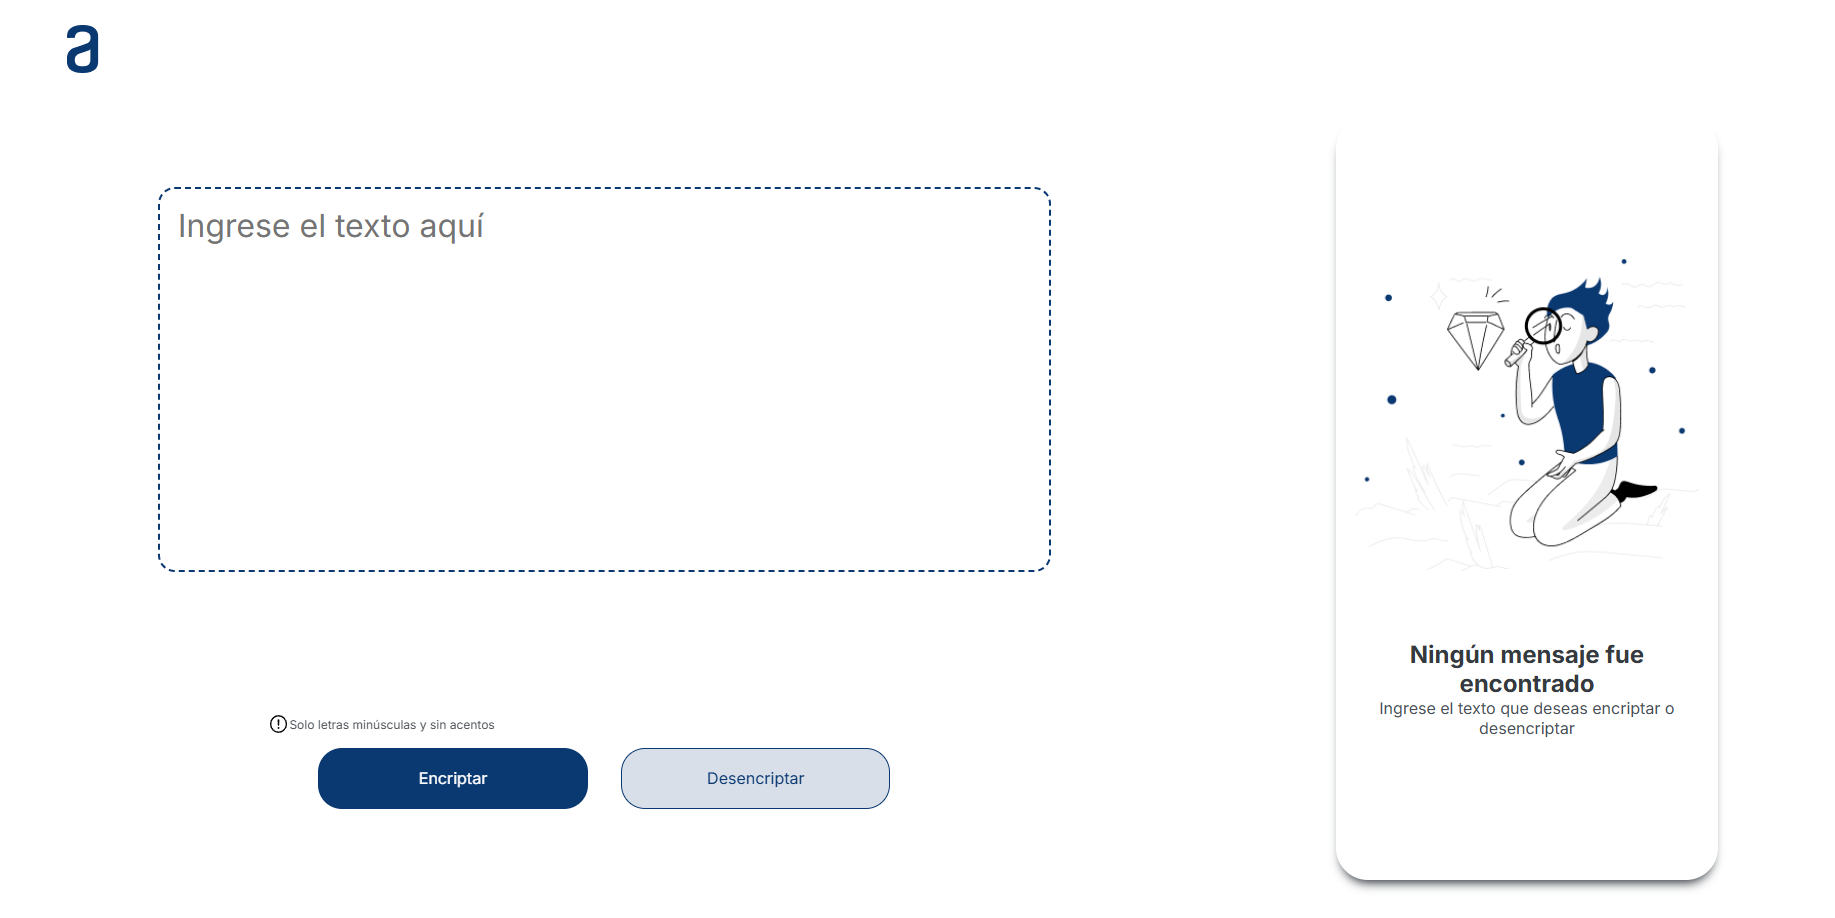 a
Ingrese el texto aquí
Solo letras minúsculas y sin acentos
Encriptar
Desencriptar
Ningún mensaje fue
encontrado
Ingrese el texto que deseas encriptar o
desencriptar